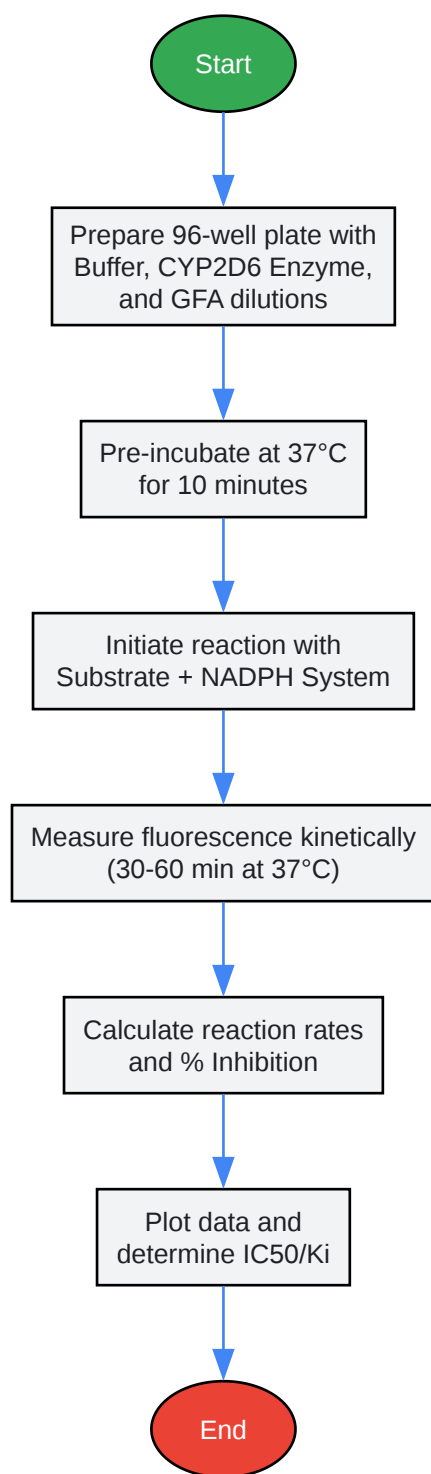 Start
Prepare 96-well plate with
Buffer, CYP2D6 Enzyme,
and GFA dilutions
Pre-incubate at 37°C
for 10 minutes
Initiate reaction with
Substrate + NADPH System
Measure fluorescence kinetically
(30-60 min at 37°C)
Calculate reaction rates
and % Inhibition
Plot data and
determine IC50/Ki
End